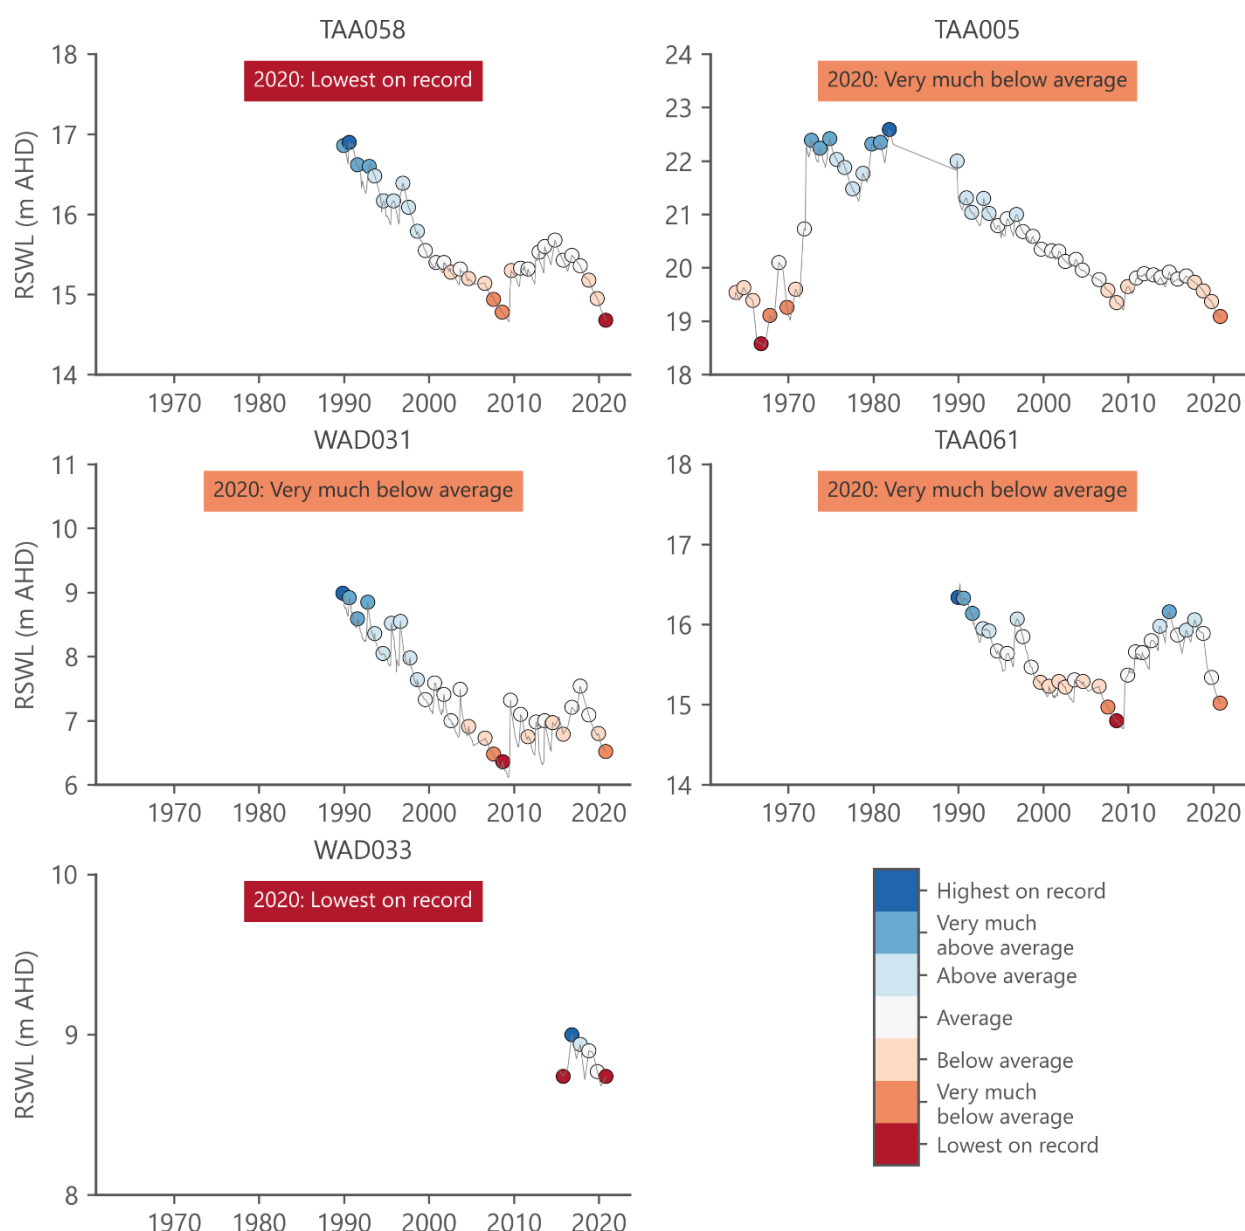 TAA058
2020: Lowest on record
RSWL (m AHD)
18
17
16
15
14
1970 1980 1990 2000 2010 2020
TAA005
2020: Very much below average
24
23
22
21
20
19
18
1970 1980 1990 2000 2010 2020
WAD031
2020: Very much below average
RSWL (m AHD)
11
10
9
8
7
6
1970 1980 1990 2000 2010 2020
TAA061
2020: Very much below average
18
17
16
15
14
1970 1980 1990 2000 2010 2020
WAD033
2020: Lowest on record
RSWL (m AHD)
10
9
8
1970 1980 1990 2000 2010 2020
Highest on record
Very much
above average
Above average
Average
Below average
Very much
below average
Lowest on record